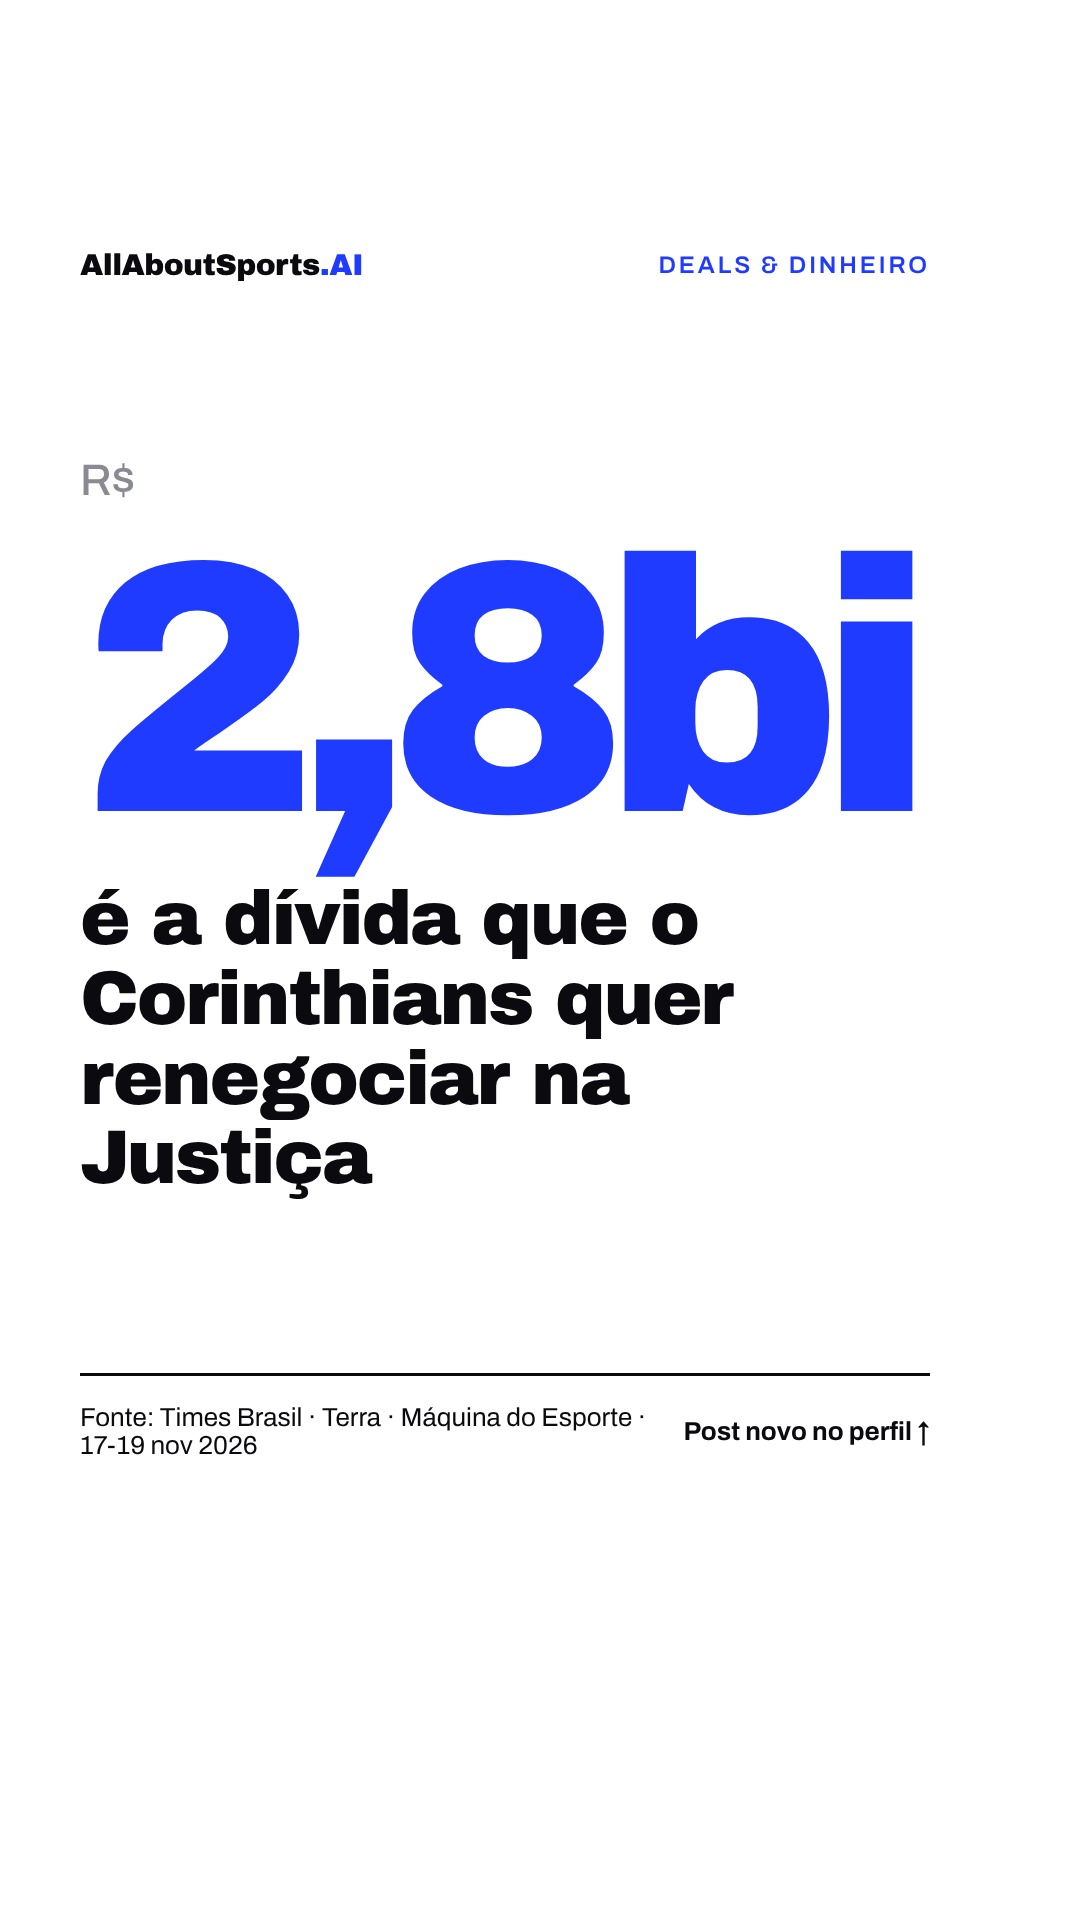 AllAboutSports.AI
DEALS & DINHEIRO
R$
2,8bi
é a dívida que o
Corinthians quer
renegociar na
Justiça
Fonte: Times Brasil · Terra · Máquina do Esporte ·
17-19 nov 2026
Post novo no perfil ↑